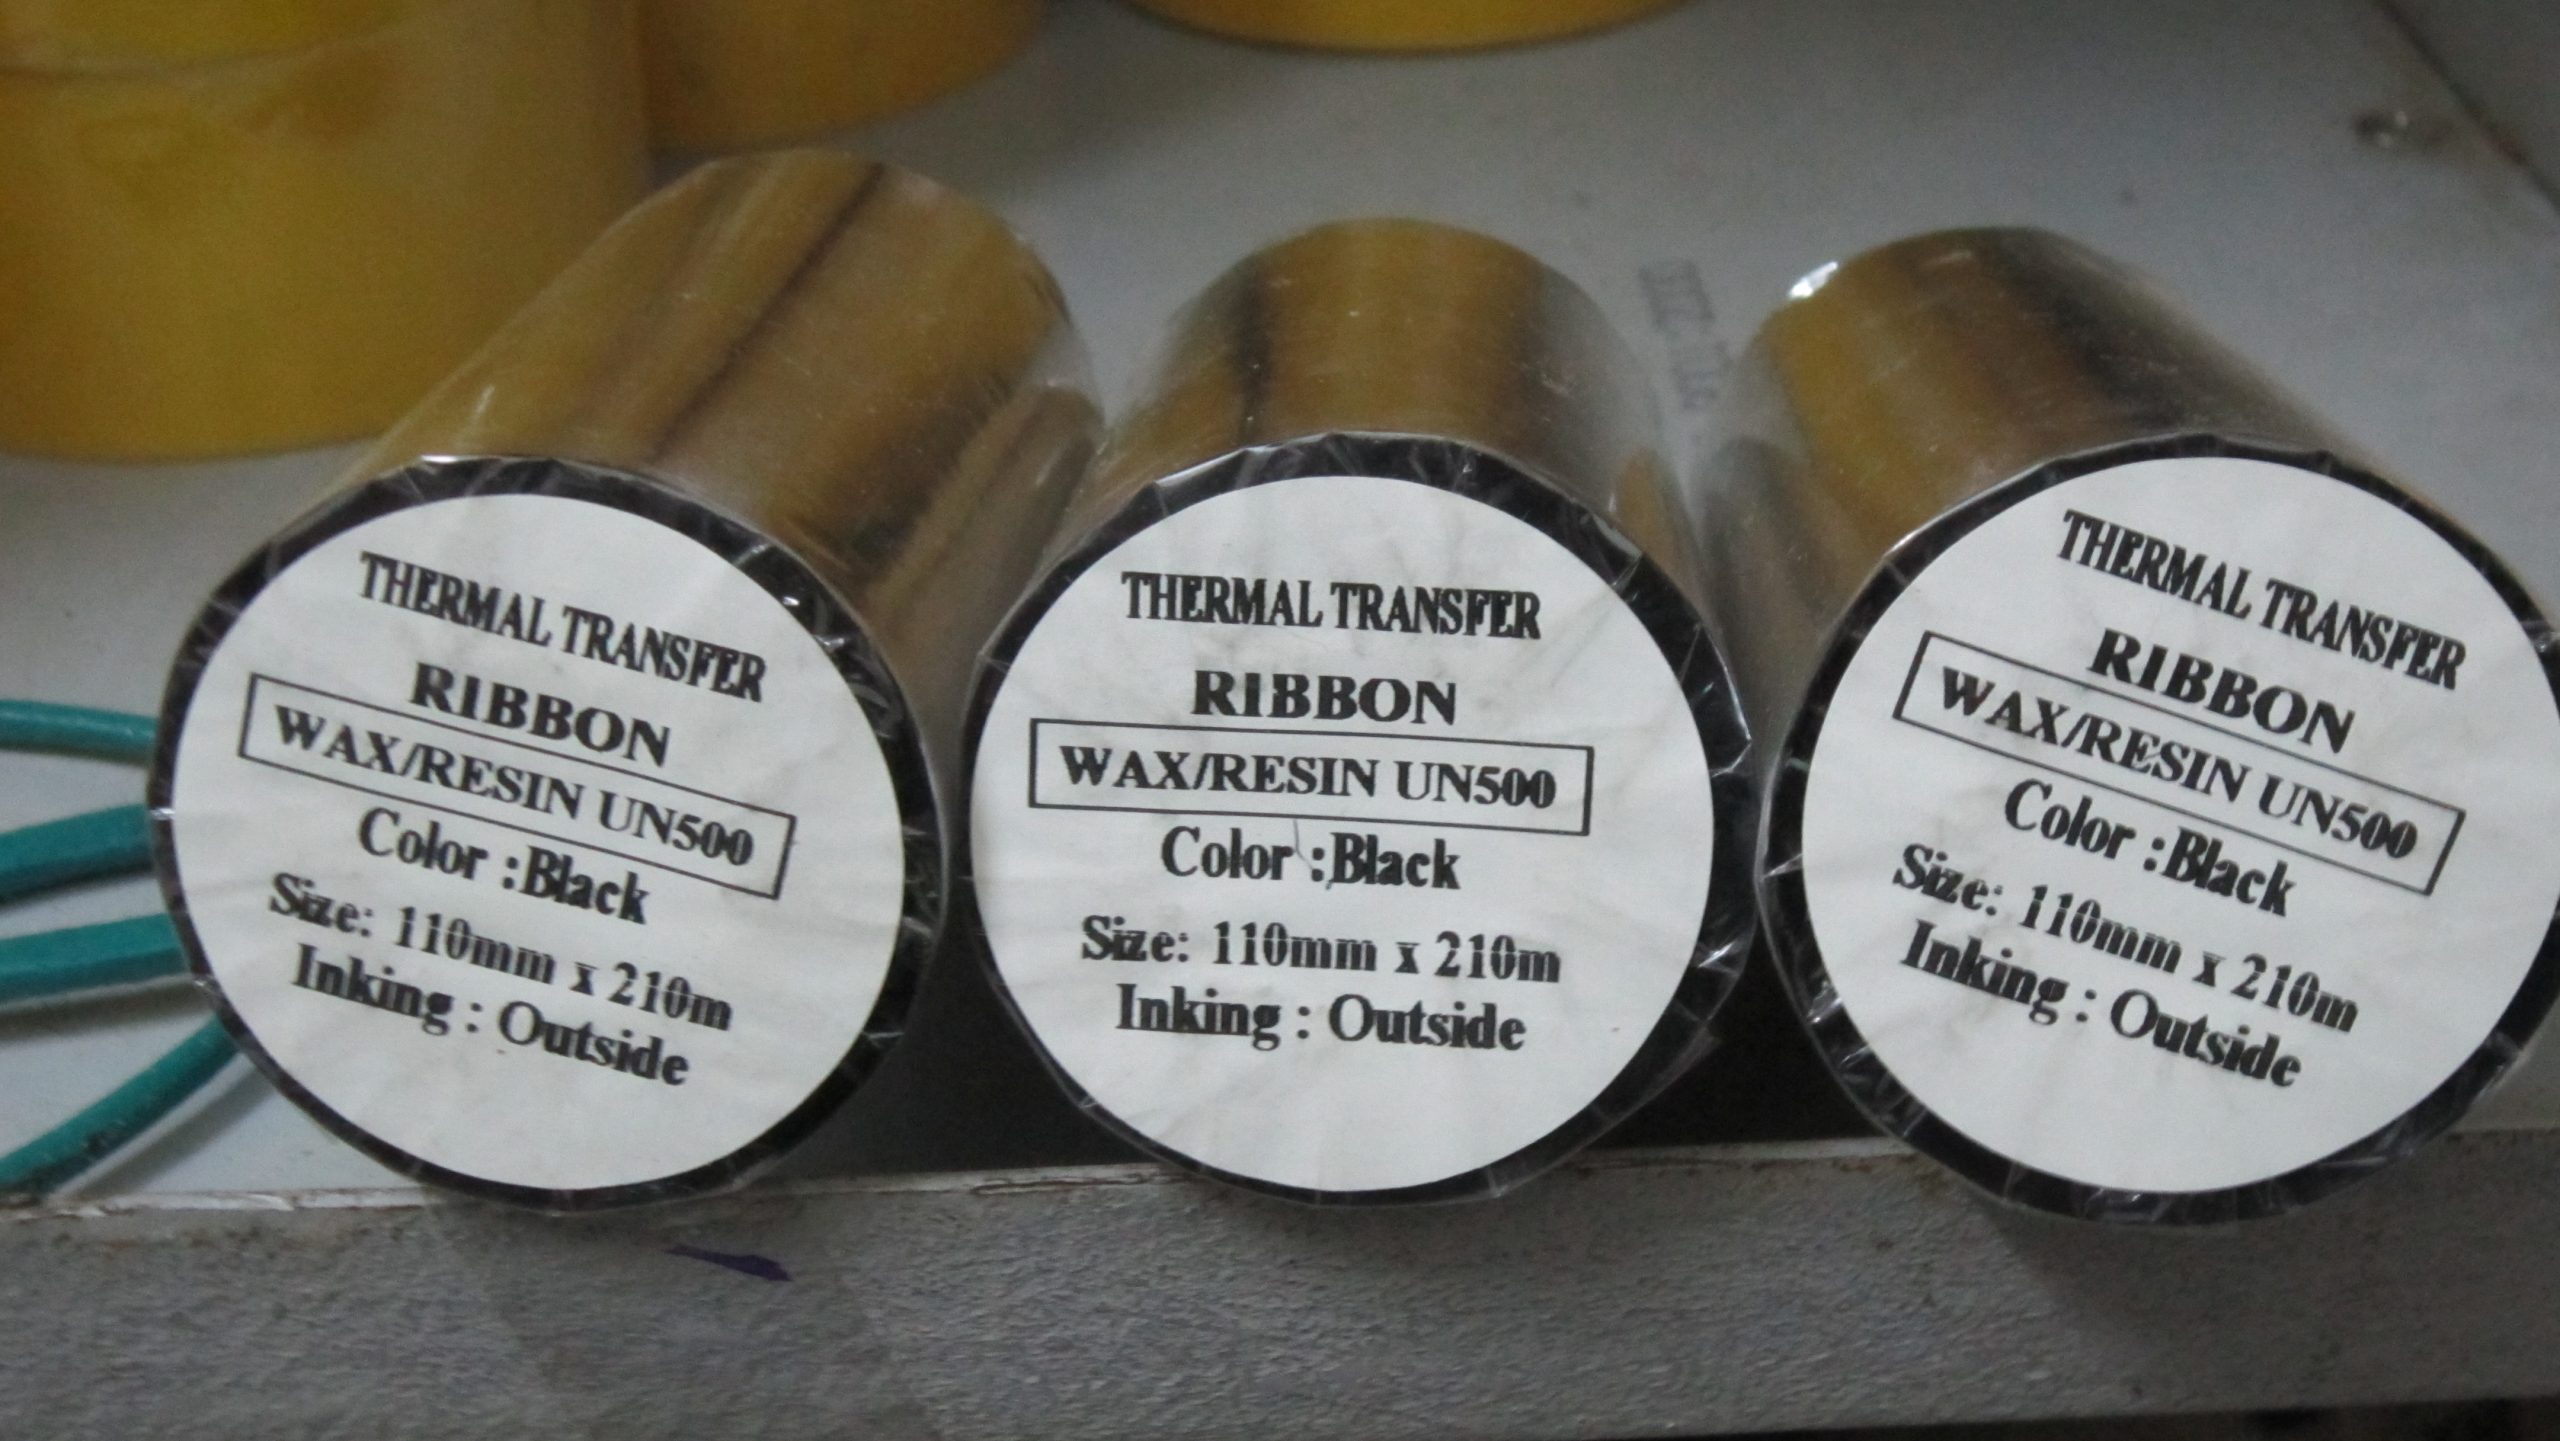 THERMAL TRANSFER
RIBBON
WAX/RESIN UN500
Color :Black
Size: 110mm x 210m
Inking : Outside
THERMAL TRANSFER
RIBBON
WAX/RESIN UN500
Color :Black
Size: 110mm x 210m
Inking : Outside
THERMAL TRANSFER
RIBBON
WAX/RESIN UN500
Color :Black
Size: 110mm x 210m
Inking : Outside